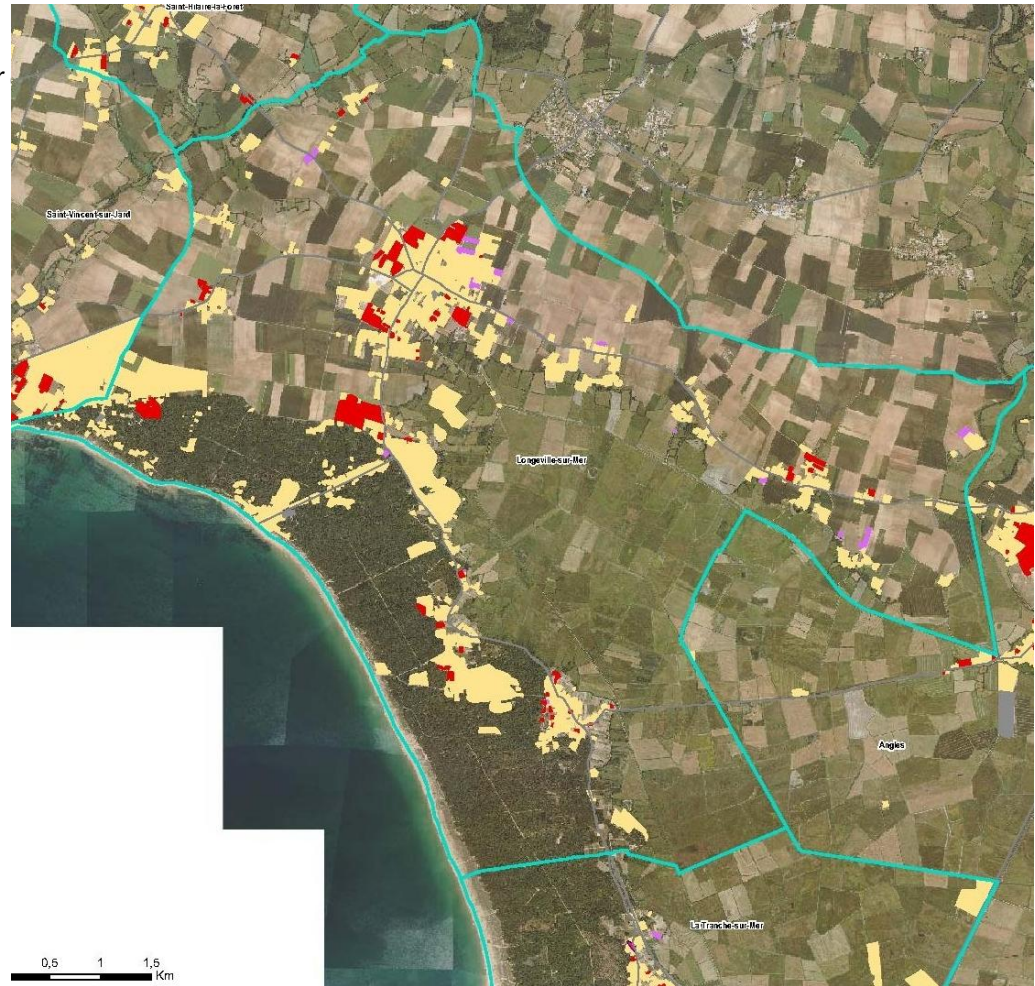 Saint-Hilaire-la-Foret
r
Saint-Vincent-sur-Jard
Longeville-sur-Mer
Angles
La Tranche-sur-Mer
0,5 1 1,5
Km